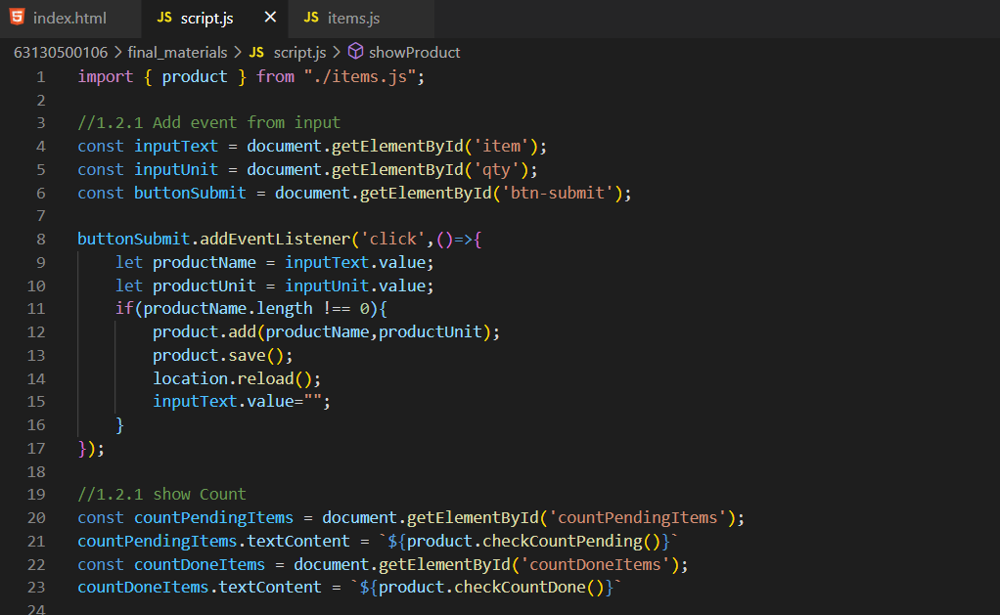 index.html JS script.js × JS items.js
63130500106 > final_materials > JS script.js > showProduct
1 import { product } from "./items.js";
2
3 //1.2.1 Add event from input
4 const inputText = document.getElementById('item');
5 const inputUnit = document.getElementById('qty');
6 const buttonSubmit = document.getElementById('btn-submit');
7
8 buttonSubmit.addEventListener('click',()=>{
9     let productName = inputText.value;
10     let productUnit = inputUnit.value;
11     if(productName.length !== 0){
12         product.add(productName,productUnit);
13         product.save();
14         location.reload();
15         inputText.value="";
16     }
17 });
18
19 //1.2.1 show Count
20 const countPendingItems = document.getElementById('countPendingItems');
21 countPendingItems.textContent = `${product.checkCountPending()}`
22 const countDoneItems = document.getElementById('countDoneItems');
23 countDoneItems.textContent = `${product.checkCountDone()}`
24